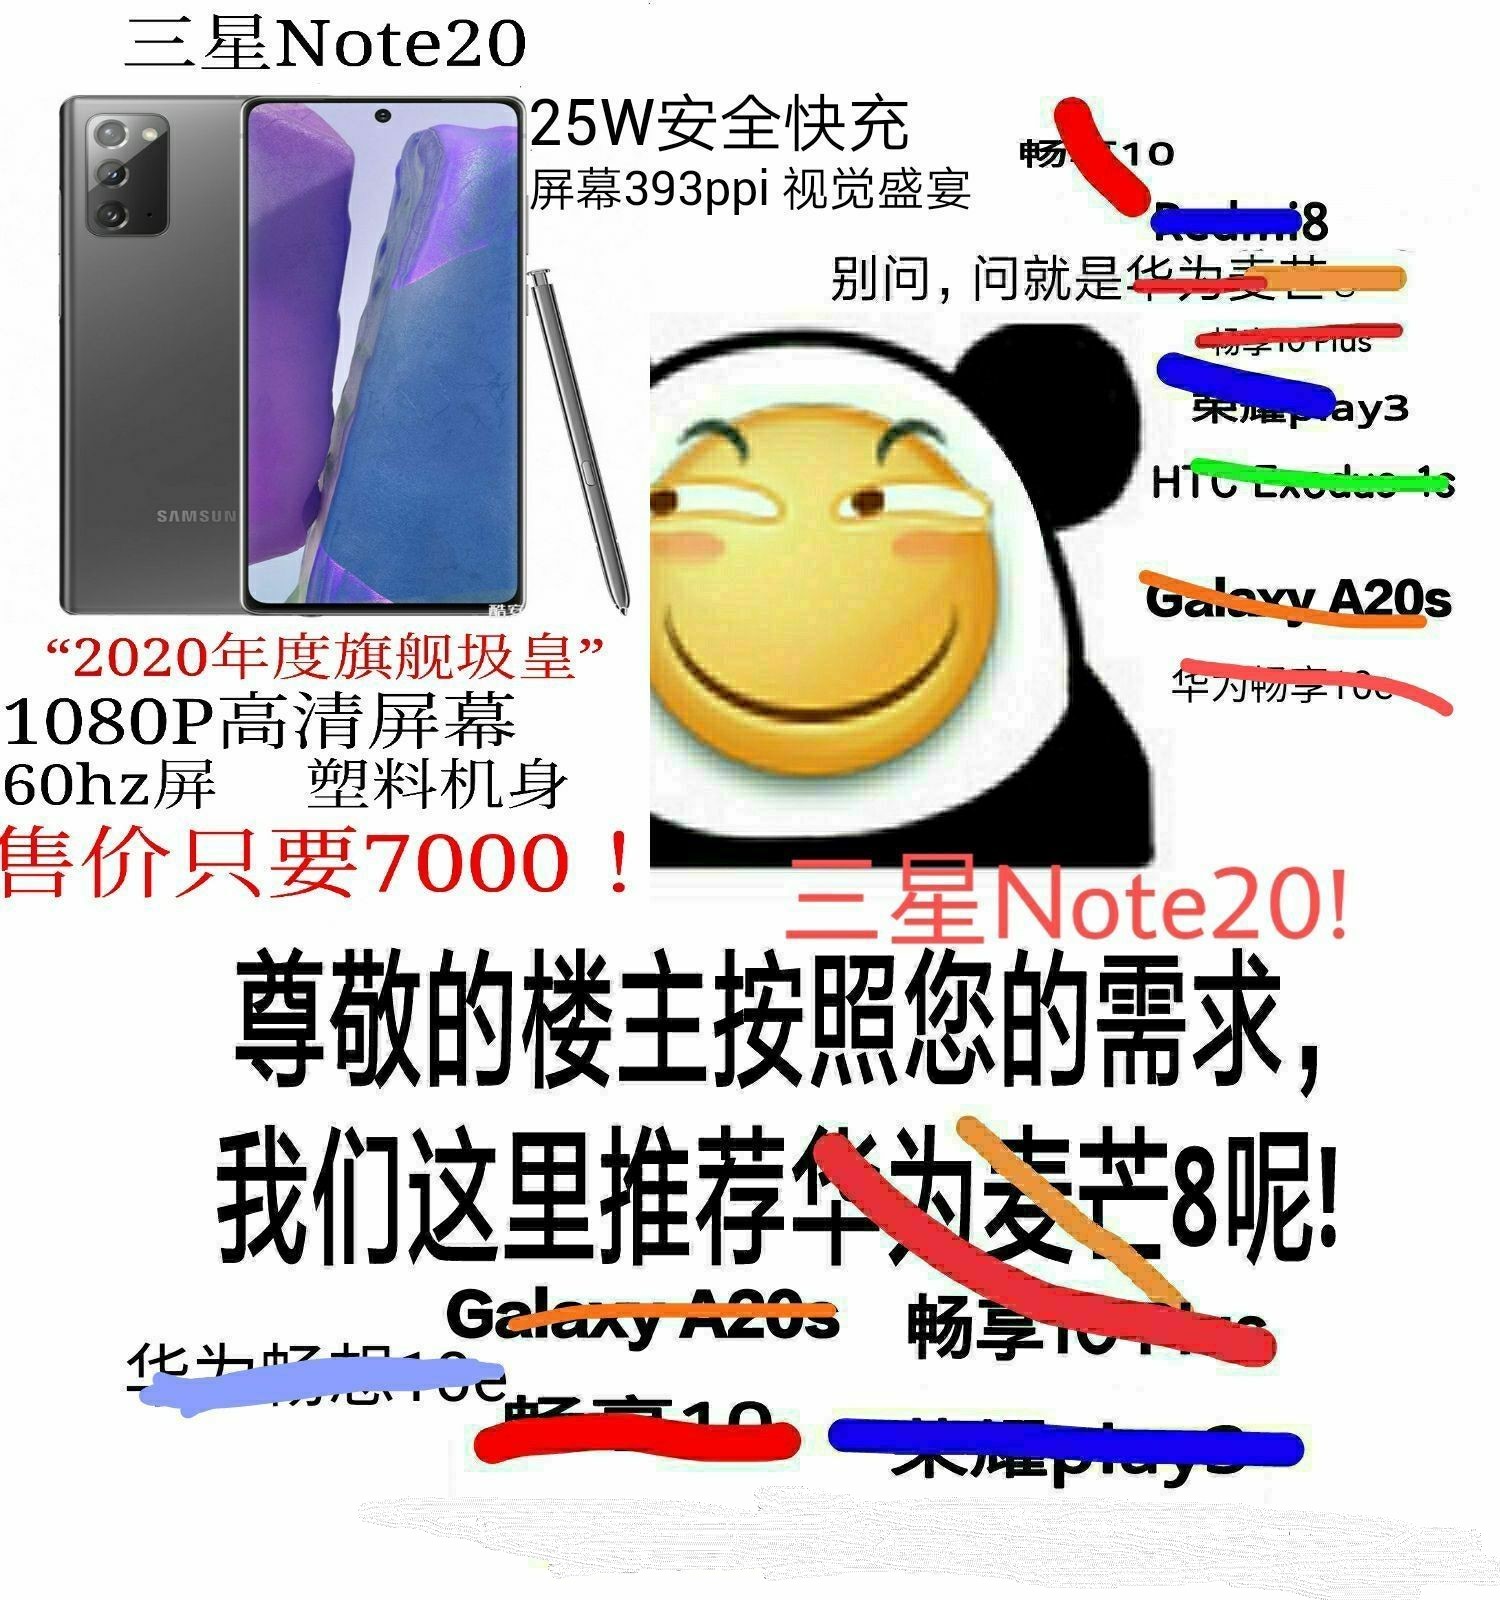 三星Note20
25W安全快充
屏幕393ppi 视觉盛宴
畅享10
Redmi8
别问，问就是华为麦芒8
畅享10 Plus
荣耀play3
HTC Exodus 1s
Galaxy A20s
华为畅享10e
SAMSUN
酷安
“2020年度旗舰圾皇”
1080P高清屏幕
60hz屏 塑料机身
售价只要7000！
三星Note20!
尊敬的楼主按照您的需求，
我们这里推荐华为麦芒8呢!
Galaxy A20s
畅享10 Plus
华为畅想10e
畅享10
荣耀play3